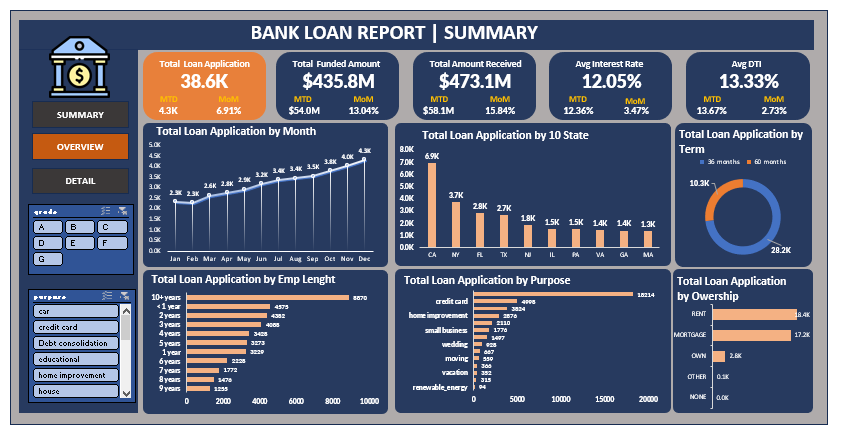 BANK LOAN REPORT | SUMMARY
SUMMARY
OVERVIEW
DETAIL
grade
A B C
D E F
G
purpose
car
credit card
Debt consolidation
educational
home improvement
house
Total Loan Application
38.6K
MTD MoM
4.3K 6.91%
Total Funded Amount
$435.8M
MTD MoM
$54.0M 13.04%
Total Amount Received
$473.1M
MTD MoM
$58.1M 15.84%
Avg Interest Rate
12.05%
MTD MoM
12.36% 3.47%
Avg DTI
13.33%
MTD MoM
13.67% 2.73%
Total Loan Application by Month
5.0K
4.5K
4.0K
3.5K
3.0K
2.5K
2.0K
1.5K
1.0K
0.5K
0.0K
2.3K 2.3K 2.6K 2.8K 2.9K 3.2K 3.4K 3.4K 3.5K 3.8K 4.0K 4.3K
Jan Feb Mar Apr May Jun Jul Aug Sep Oct Nov Dec
Total Loan Application by 10 State
8.0K
7.0K
6.0K
5.0K
4.0K
3.0K
2.0K
1.0K
0.0K
6.9K 3.7K 2.8K 2.7K 1.8K 1.5K 1.5K 1.4K 1.4K 1.3K
CA NY FL TX NJ IL PA VA GA MA
Total Loan Application by
Term
36 months 60 months
10.3K
28.2K
Total Loan Application by Emp Lenght
10+ years 8870
< 1 year 4575
2 years 4382
3 years 4088
4 years 3428
5 years 3273
1 year 3229
6 years 2228
7 years 1772
8 years 1476
9 years 1255
0 2000 4000 6000 8000 10000
Total Loan Application by Purpose
18214
credit card 4998
3824
home improvement 2876
2110
small business 1776
1497
wedding 928
667
moving 559
366
vacation 352
315
renewable_energy 94
0 5000 10000 15000 20000
Total Loan Application
by Owership
RENT 18.4K
MORTGAGE 17.2K
OWN 2.8K
OTHER 0.1K
NONE 0.0K